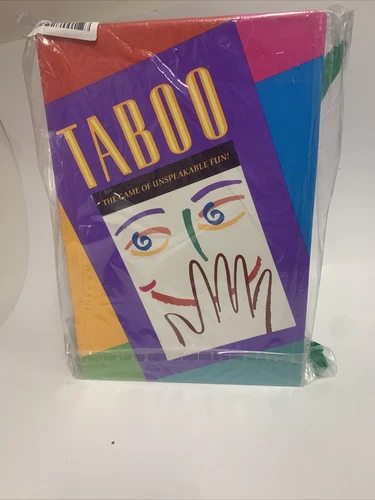 TABOO
THE GAME OF UNSPEAKABLE FUN!